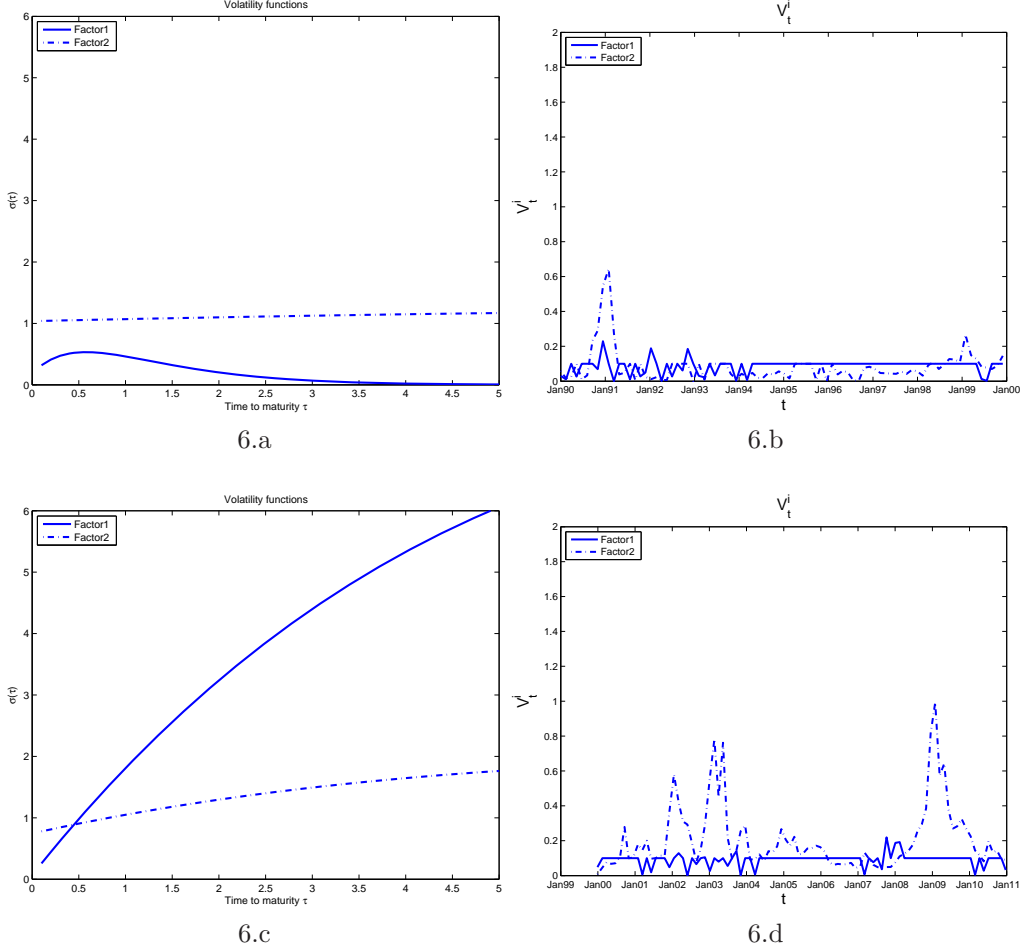 Volatility functions
Factor1
Factor2
6
5
4
3
2
1
0
σ(τ)
0 0.5 1 1.5 2 2.5 3 3.5 4 4.5 5
Time to maturity τ
6.a
V_t^i
Factor1
Factor2
2
1.8
1.6
1.4
1.2
1
0.8
0.6
0.4
0.2
0
V_t^i
Jan90 Jan91 Jan92 Jan93 Jan94 Jan95 Jan96 Jan97 Jan98 Jan99 Jan00
t
6.b
Volatility functions
Factor1
Factor2
6
5
4
3
2
1
0
σ(τ)
0 0.5 1 1.5 2 2.5 3 3.5 4 4.5 5
Time to maturity τ
6.c
V_t^i
Factor1
Factor2
2
1.8
1.6
1.4
1.2
1
0.8
0.6
0.4
0.2
0
V_t^i
Jan99 Jan00 Jan01 Jan02 Jan03 Jan04 Jan05 Jan06 Jan07 Jan08 Jan09 Jan10 Jan11
t
6.d